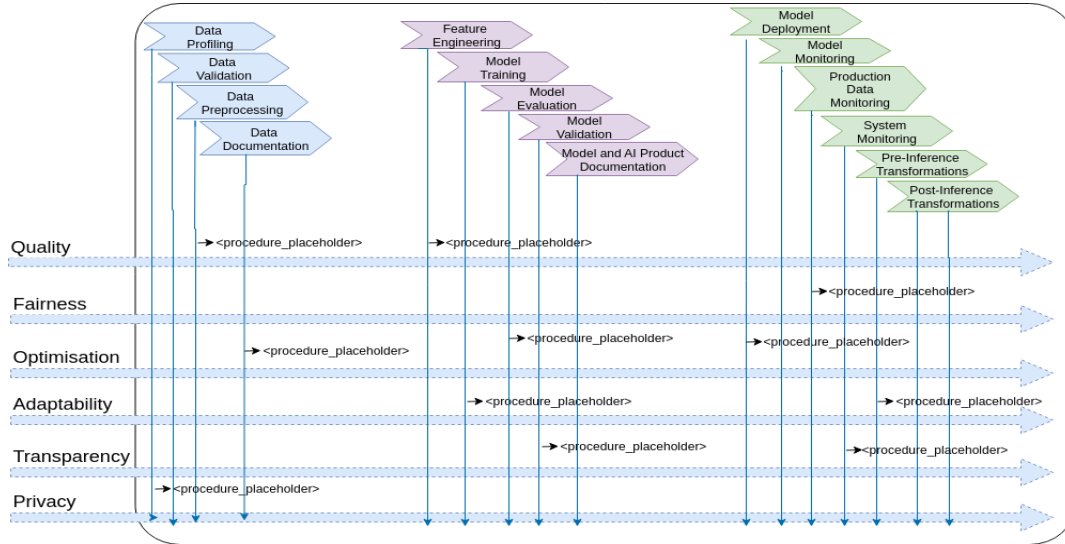 Data
Profiling
Data
Validation
Data
Preprocessing
Data
Documentation
Feature
Engineering
Model
Training
Model
Evaluation
Model
Validation
Model and AI Product
Documentation
Model
Deployment
Model
Monitoring
Production
Data
Monitoring
System
Monitoring
Pre-Inference
Transformations
Post-Inference
Transformations
Quality
<procedure_placeholder>
<procedure_placeholder>
Fairness
<procedure_placeholder>
Optimisation
<procedure_placeholder>
<procedure_placeholder>
<procedure_placeholder>
Adaptability
<procedure_placeholder>
<procedure_placeholder>
Transparency
<procedure_placeholder>
<procedure_placeholder>
Privacy
<procedure_placeholder>